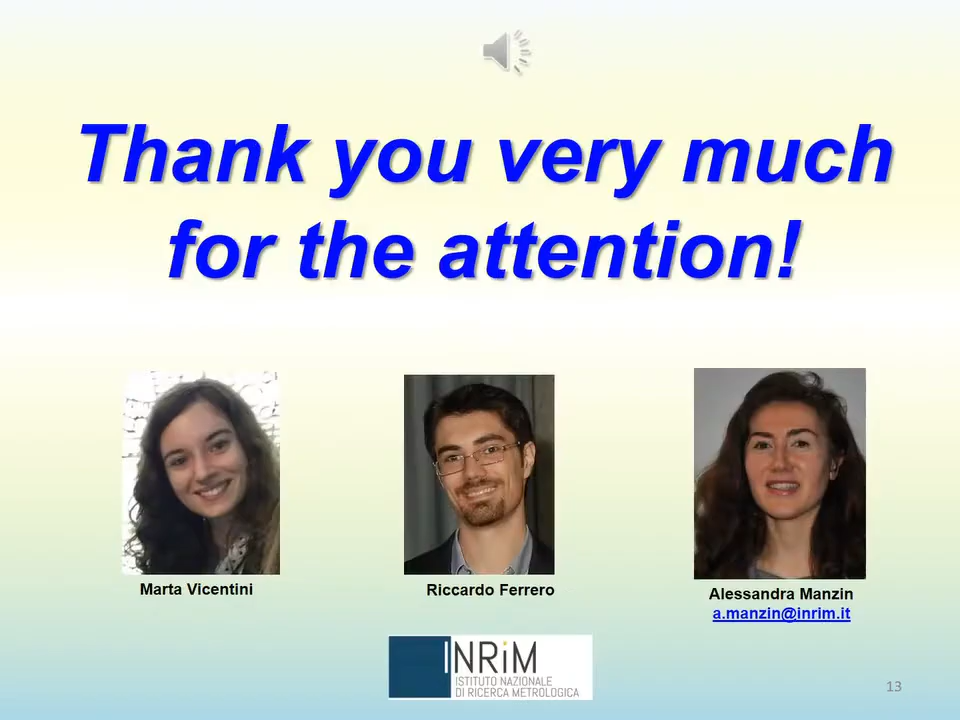 Thank you very much
for the attention!
Marta Vicentini
Riccardo Ferrero
Alessandra Manzin
a.manzin@inrim.it
INRiM
ISTITUTO NAZIONALE
DI RICERCA METROLOGICA
13